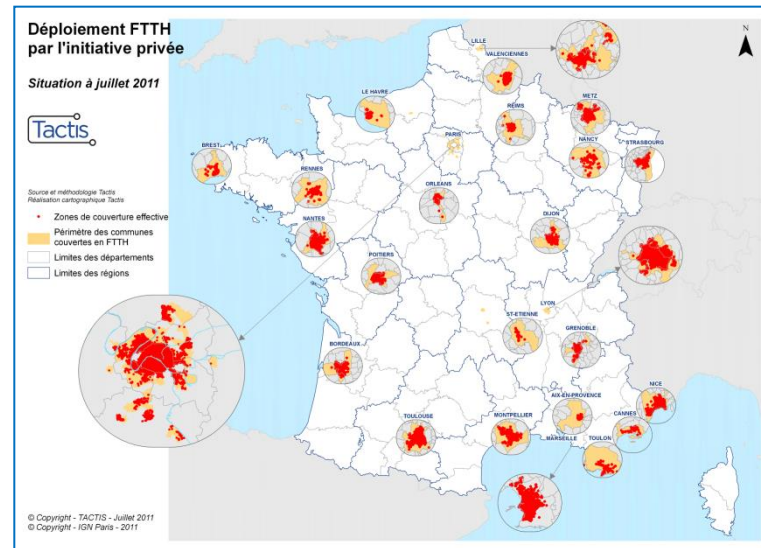 Déploiement FTTH
par l'initiative privée
Situation à juillet 2011
Tactis
Source et méthodologie Tactis
Réalisation cartographique Tactis
Zones de couverture effective
Périmètre des communes
couvertes en FTTH
Limites des départements
Limites des régions
N
LILLE
VALENCIENNES
LE HAVRE
REIMS
METZ
PARIS
NANCY
STRASBOURG
BREST
RENNES
ORLEANS
NANTES
DIJON
POITIERS
LYON
ST-ETIENNE
GRENOBLE
BORDEAUX
AIX-EN-PROVENCE
NICE
TOULOUSE
MONTPELLIER
CANNES
MARSEILLE
TOULON
© Copyright - TACTIS - Juillet 2011
© Copyright - IGN Paris - 2011